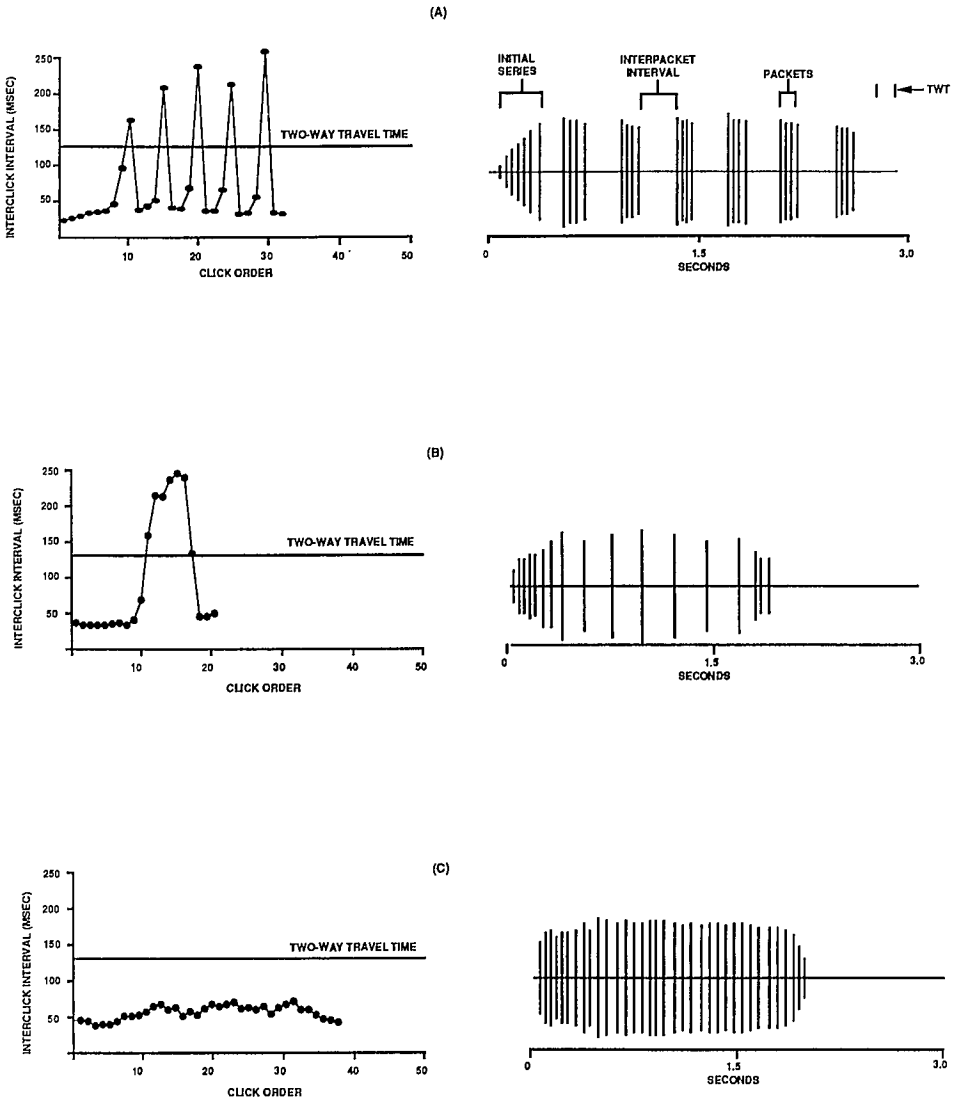 (A)
INTERCLICK INTERVAL (MSEC)
250
200
150
100
50
TWO-WAY TRAVEL TIME
10 20 30 40 50
CLICK ORDER
INITIAL
SERIES
INTERPACKET
INTERVAL
PACKETS
TWT
0 1.5 3.0
SECONDS
(B)
INTERCLICK INTERVAL (MSEC)
250
200
150
100
50
TWO-WAY TRAVEL TIME
10 20 30 40 50
CLICK ORDER
0 1.5 3.0
SECONDS
(C)
INTERCLICK INTERVAL (MSEC)
250
200
150
100
50
TWO-WAY TRAVEL TIME
10 20 30 40 50
CLICK ORDER
0 1.5 3.0
SECONDS